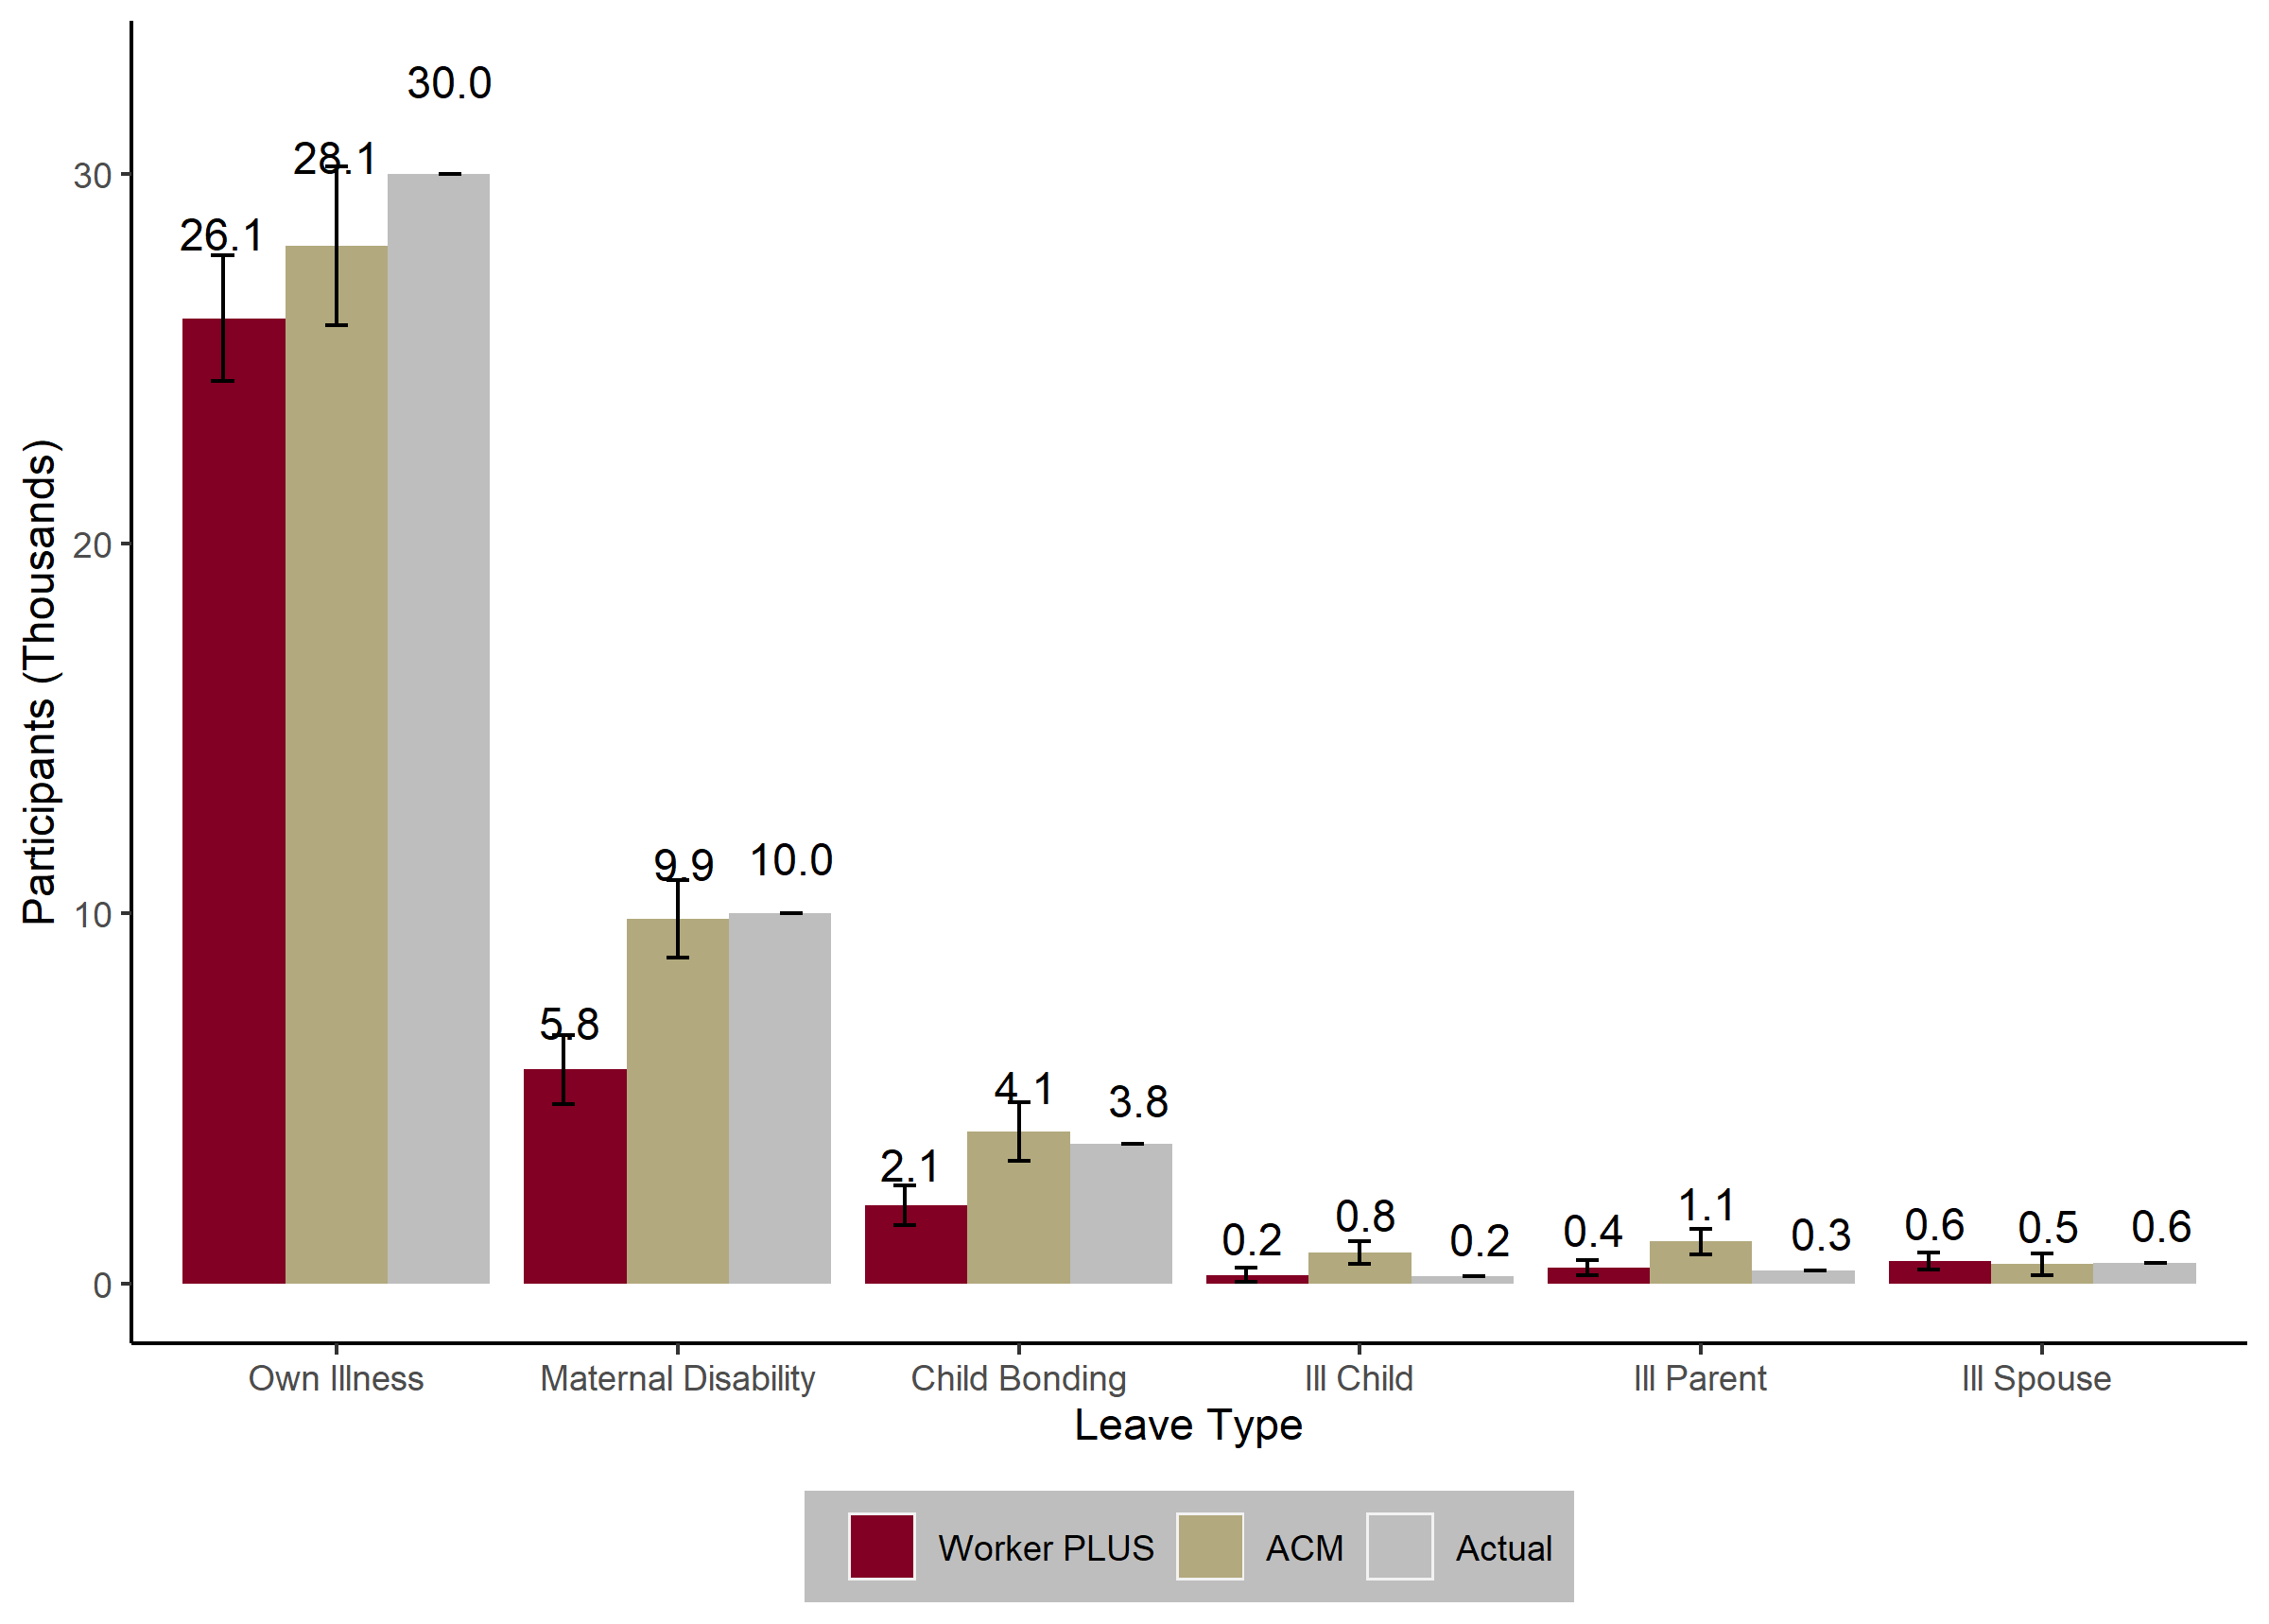 Participants (Thousands)
30
20
10
0
26.1
28.1
30.0
5.8
9.9
10.0
2.1
4.1
3.8
0.2
0.8
0.2
0.4
1.1
0.3
0.6
0.5
0.6
Own Illness
Maternal Disability
Child Bonding
Ill Child
Ill Parent
Ill Spouse
Leave Type
Worker PLUS
ACM
Actual